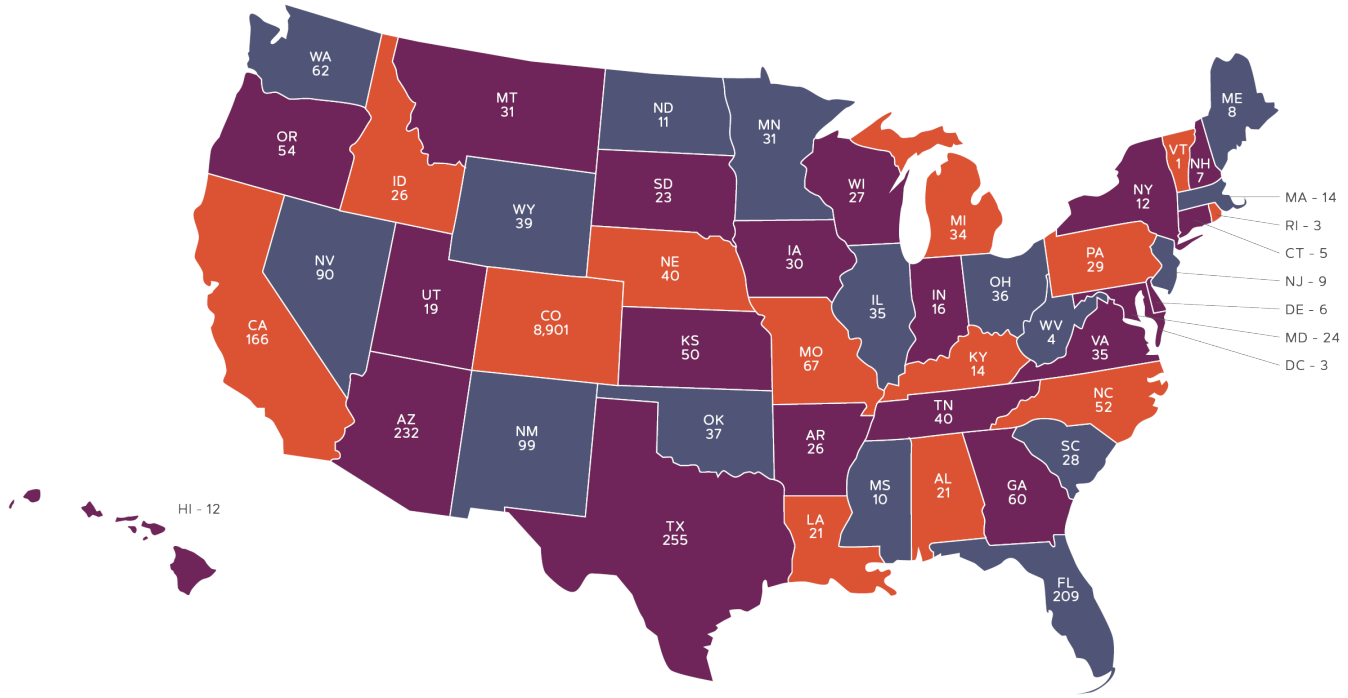 WA
62
OR
54
CA
166
ID
26
NV
90
MT
31
WY
39
UT
19
AZ
232
CO
8,901
NM
99
ND
11
SD
23
NE
40
KS
50
OK
37
TX
255
MN
31
IA
30
MO
67
AR
26
LA
21
WI
27
IL
35
MS
10
MI
34
IN
16
OH
36
KY
14
TN
40
AL
21
GA
60
FL
209
SC
28
NC
52
VA
35
WV
4
PA
29
NY
12
VT
1
NH
7
ME
8
MA - 14
RI - 3
CT - 5
NJ - 9
DE - 6
MD - 24
DC - 3
HI - 12